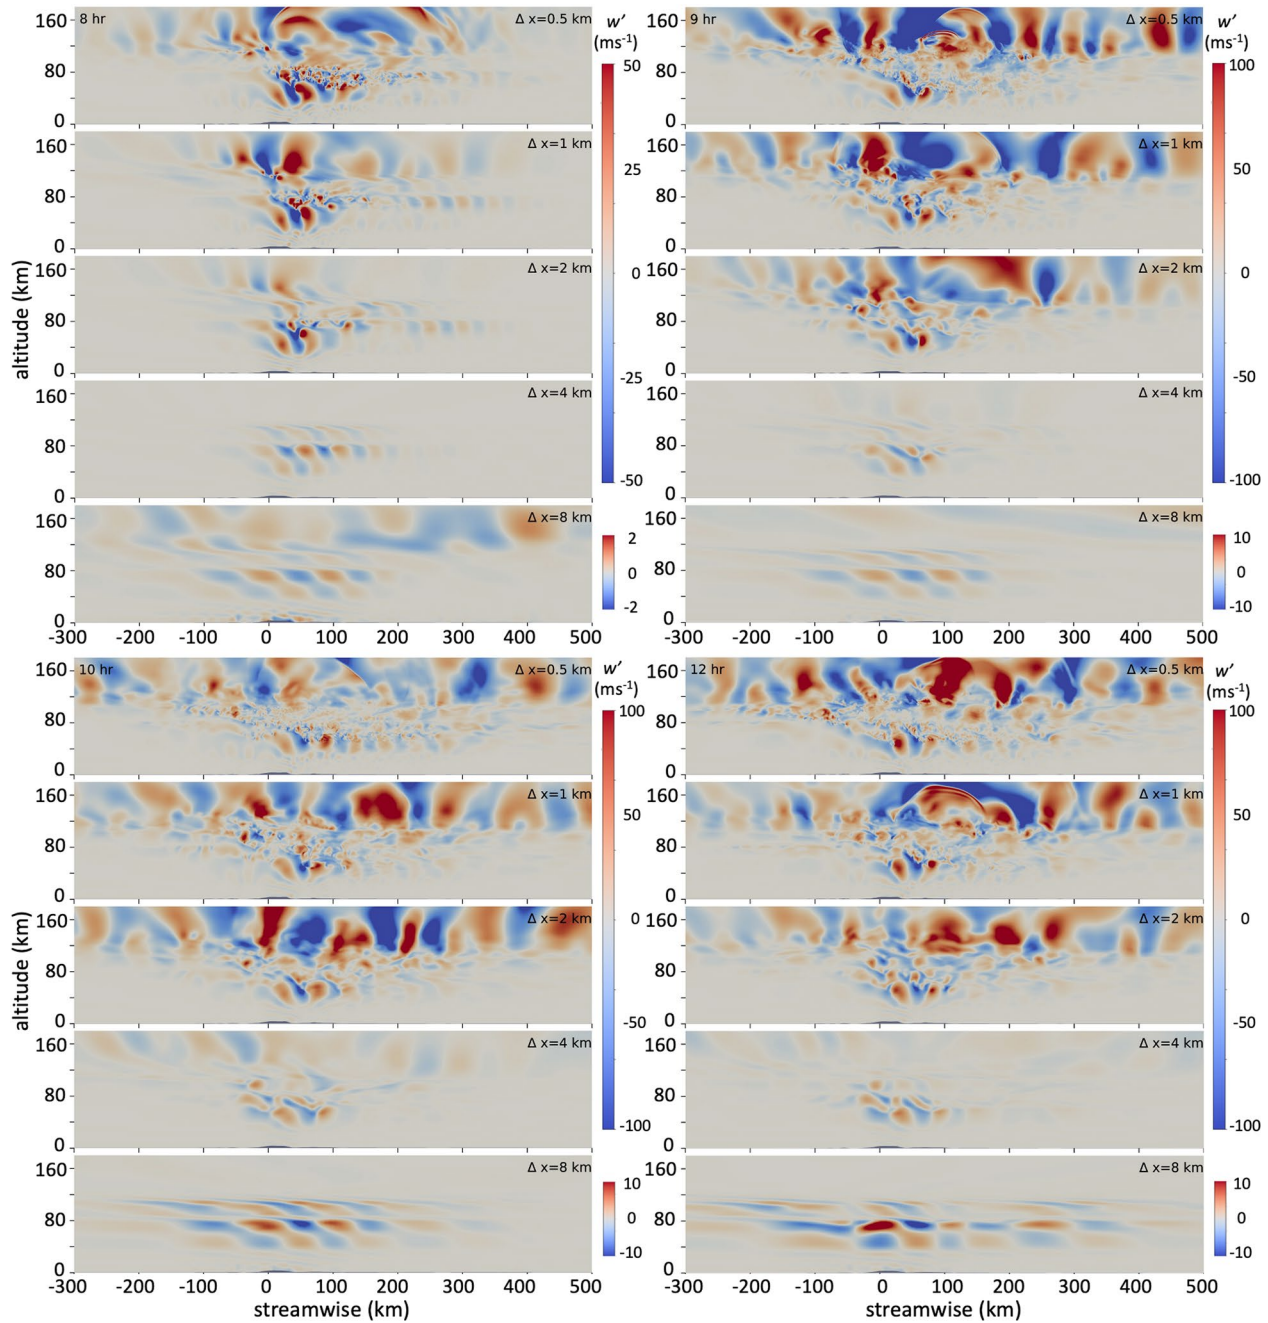 8 hr
Δ x=0.5 km
w’
(ms⁻¹)
160
80
0
50
Δ x=1 km
160
80
0
25
Δ x=2 km
160
80
0
0
altitude (km)
Δ x=4 km
160
80
0
-25
-50
Δ x=8 km
160
80
0
2
0
-2
-300 -200 -100 0 100 200 300 400 500
9 hr
Δ x=0.5 km
w’
(ms⁻¹)
160
80
0
100
Δ x=1 km
160
80
0
50
Δ x=2 km
160
80
0
0
Δ x=4 km
160
80
0
-50
-100
Δ x=8 km
160
80
0
10
0
-10
-300 -200 -100 0 100 200 300 400 500
10 hr
Δ x=0.5 km
w’
(ms⁻¹)
160
80
0
100
Δ x=1 km
160
80
0
50
Δ x=2 km
160
80
0
0
altitude (km)
Δ x=4 km
160
80
0
-50
-100
Δ x=8 km
160
80
0
10
0
-10
-300 -200 -100 0 100 200 300 400 500
streamwise (km)
12 hr
Δ x=0.5 km
w’
(ms⁻¹)
160
80
0
100
Δ x=1 km
160
80
0
50
Δ x=2 km
160
80
0
0
Δ x=4 km
160
80
0
-50
-100
Δ x=8 km
160
80
0
10
0
-10
-300 -200 -100 0 100 200 300 400 500
streamwise (km)